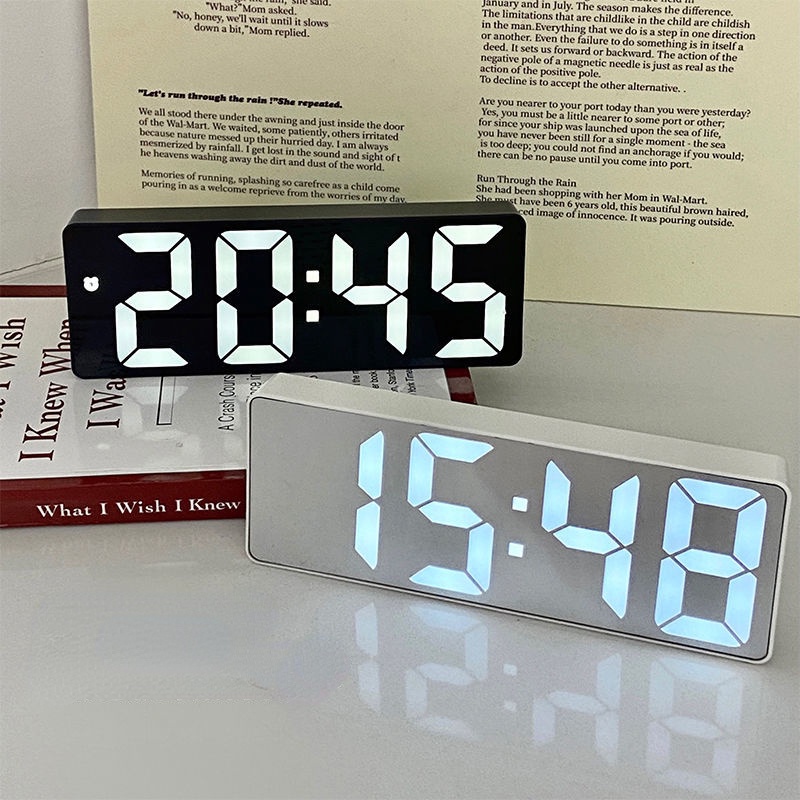 she said.
"What?" Mom asked.
"No, honey, we'll wait until it slows
down a bit," Mom replied.
"Let's run through the rain !"She repeated.
We all stood there under the awning and just inside the door
of the Wal-Mart. We waited, some patiently, others irritated
because nature messed up their hurried day. I am always
mesmerized by rainfall. I get lost in the sound and sight of t
he heavens washing away the dirt and dust of the world.
Memories of running, splashing so carefree as a child come
pouring in as a welcome reprieve from the worries of my day.
January and in July. The season makes the difference.
The limitations that are childlike in the child are childish
in the man.Everything that we do is a step in one direction
or another. Even the failure to do something is in itself a
deed. It sets us forward or backward. The action of the
negative pole of a magnetic needle is just as real as the
action of the positive pole.
To decline is to accept the other alternative. .
Are you nearer to your port today than you were yesterday?
Yes, you must be a little nearer to some port or other;
for since your ship was launched upon the sea of life,
you have never been still for a single moment - the sea
is too deep; you could not find an anchorage if you would;
there can be no pause until you come into port.
Run Through the Rain
She had been shopping with her Mom in Wal-Mart.
She must have been 6 years old, this beautiful brown haired,
image of innocence. It was pouring outside.
20:45
15:48
I Wish
I Knew When
I Wa
A Crash Cours
What I Wish I Knew